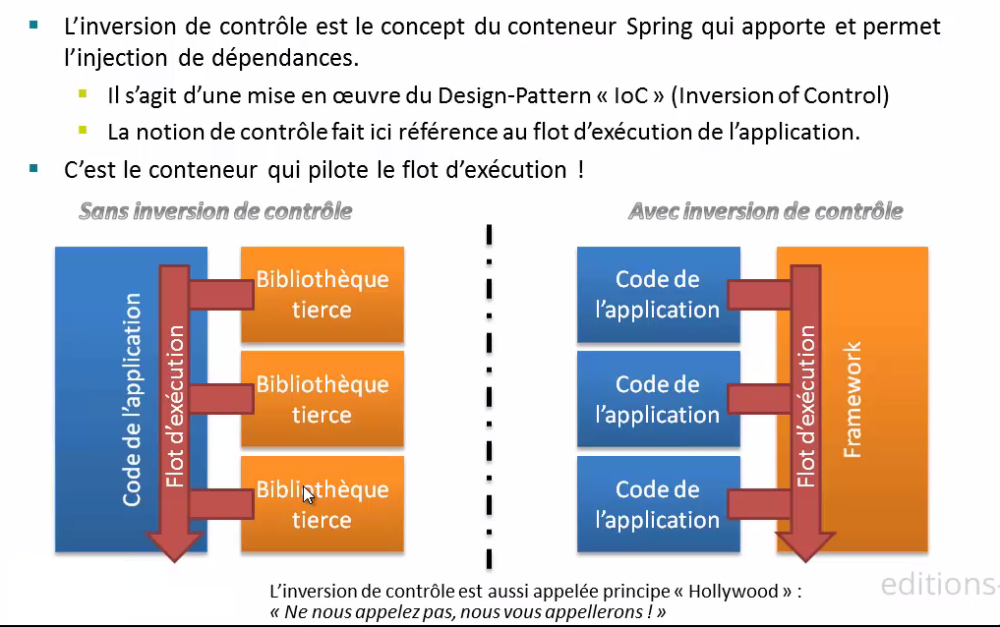 L'inversion de contrôle est le concept du conteneur Spring qui apporte et permet
l'injection de dépendances.
Il s'agit d'une mise en œuvre du Design-Pattern « IoC » (Inversion of Control)
La notion de contrôle fait ici référence au flot d'exécution de l'application.
C'est le conteneur qui pilote le flot d'exécution !
Sans inversion de contrôle
Code de l'application
Flot d'exécution
Bibliothèque
tierce
Bibliothèque
tierce
Bibliothèque
tierce
Avec inversion de contrôle
Code de
l'application
Code de
l'application
Code de
l'application
Flot d'exécution
Framework
L'inversion de contrôle est aussi appelée principe « Hollywood » :
« Ne nous appelez pas, nous vous appellerons ! »
editions-